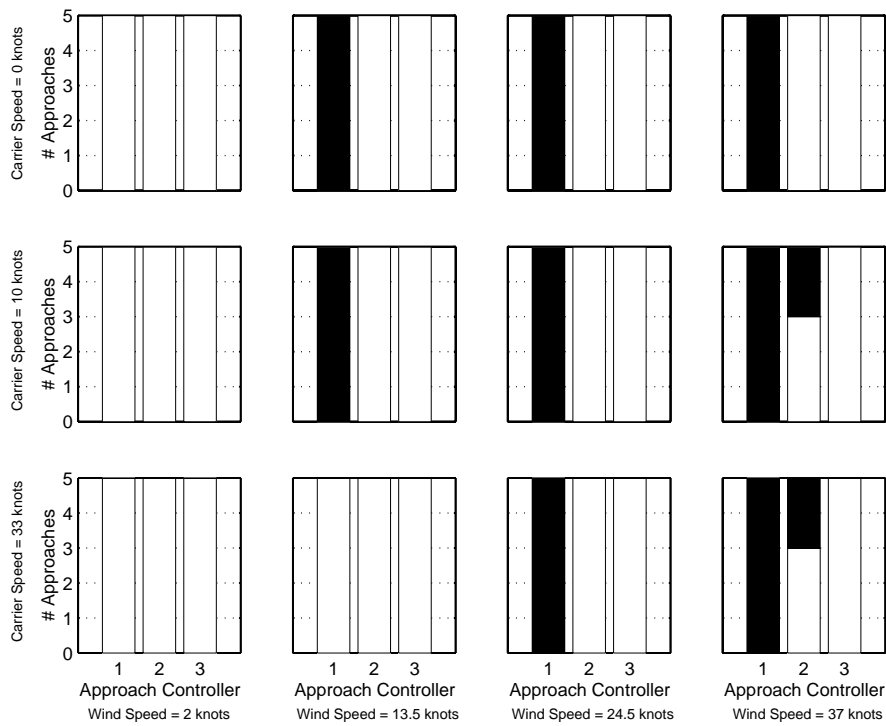 Carrier Speed = 0 knots
# Approaches
5
4
3
2
1
0
Carrier Speed = 10 knots
# Approaches
5
4
3
2
1
0
Carrier Speed = 33 knots
# Approaches
5
4
3
2
1
0
1 2 3 1 2 3 1 2 3 1 2 3
Approach Controller Approach Controller Approach Controller Approach Controller
Wind Speed = 2 knots Wind Speed = 13.5 knots Wind Speed = 24.5 knots Wind Speed = 37 knots